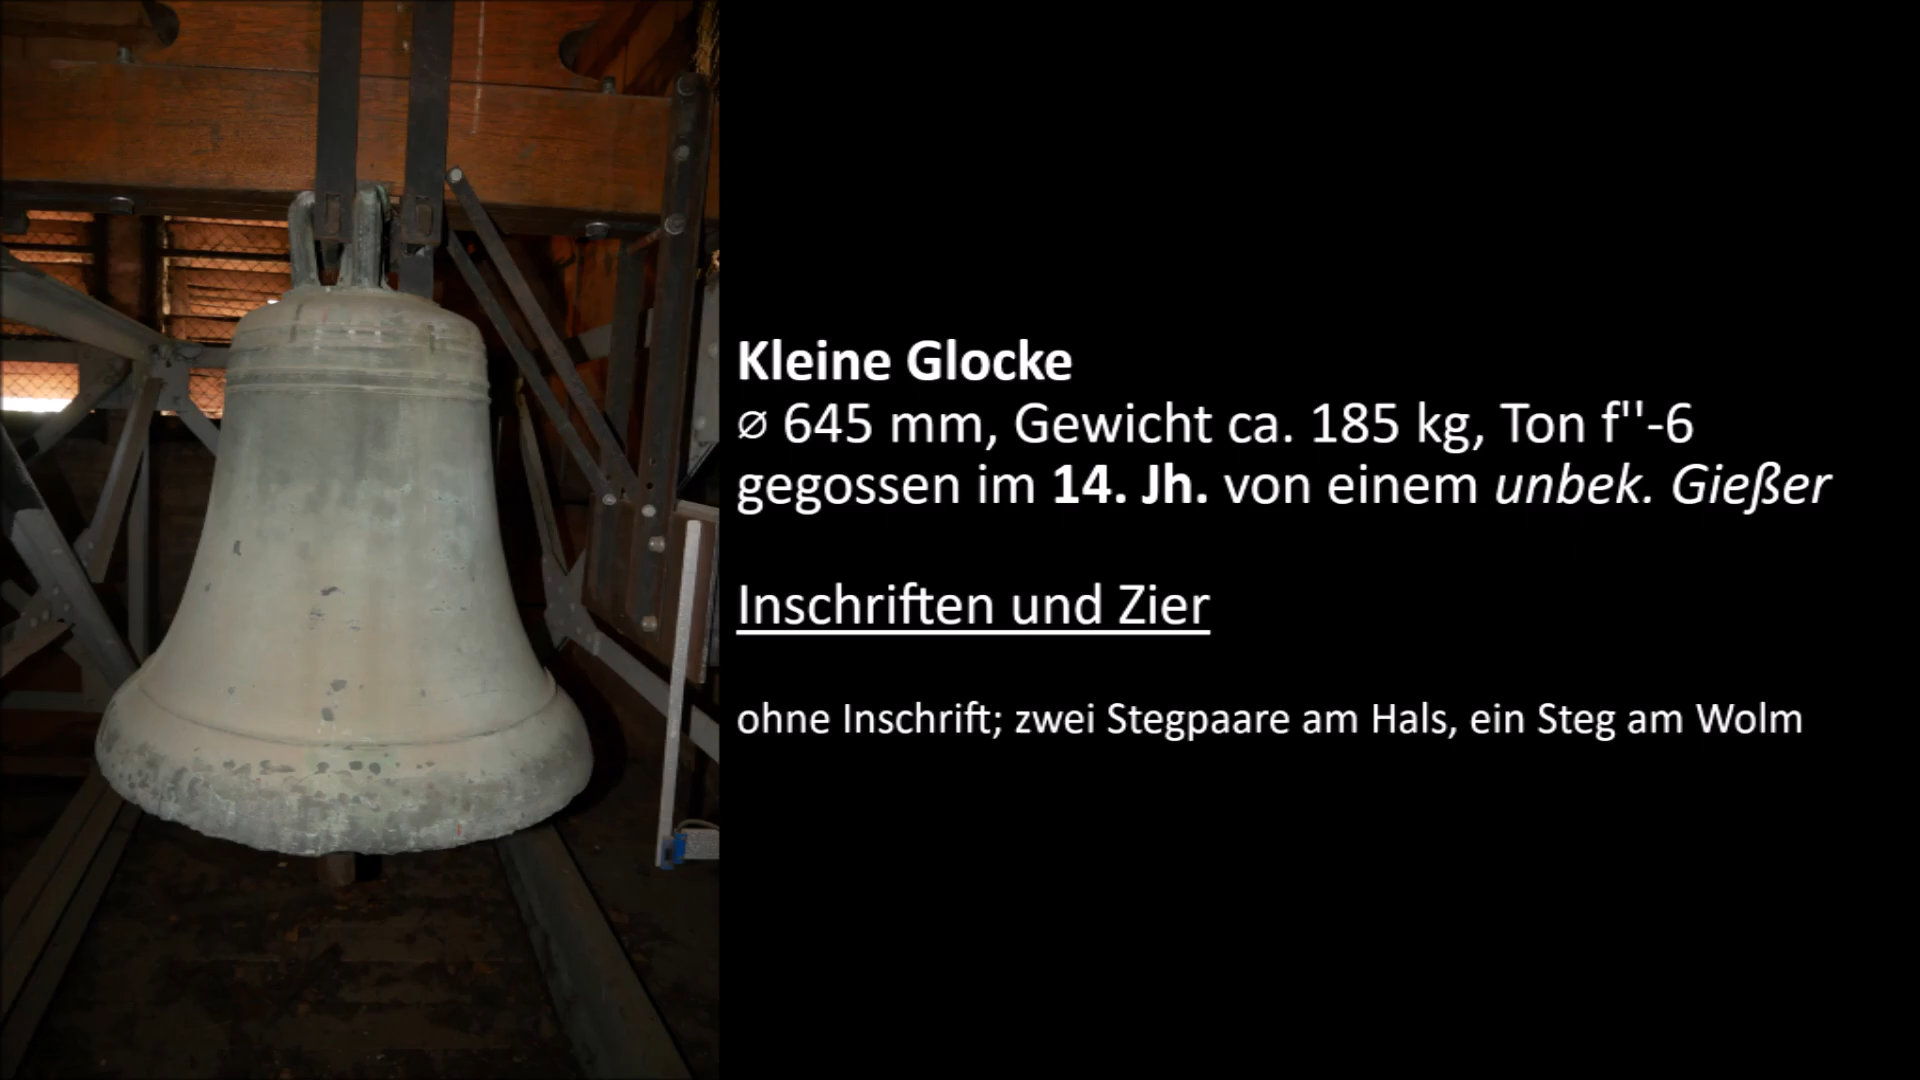 Kleine Glocke
⌀ 645 mm, Gewicht ca. 185 kg, Ton f''-6
gegossen im 14. Jh. von einem unbek. Gießer
Inschriften und Zier
ohne Inschrift; zwei Stegpaare am Hals, ein Steg am Wolm